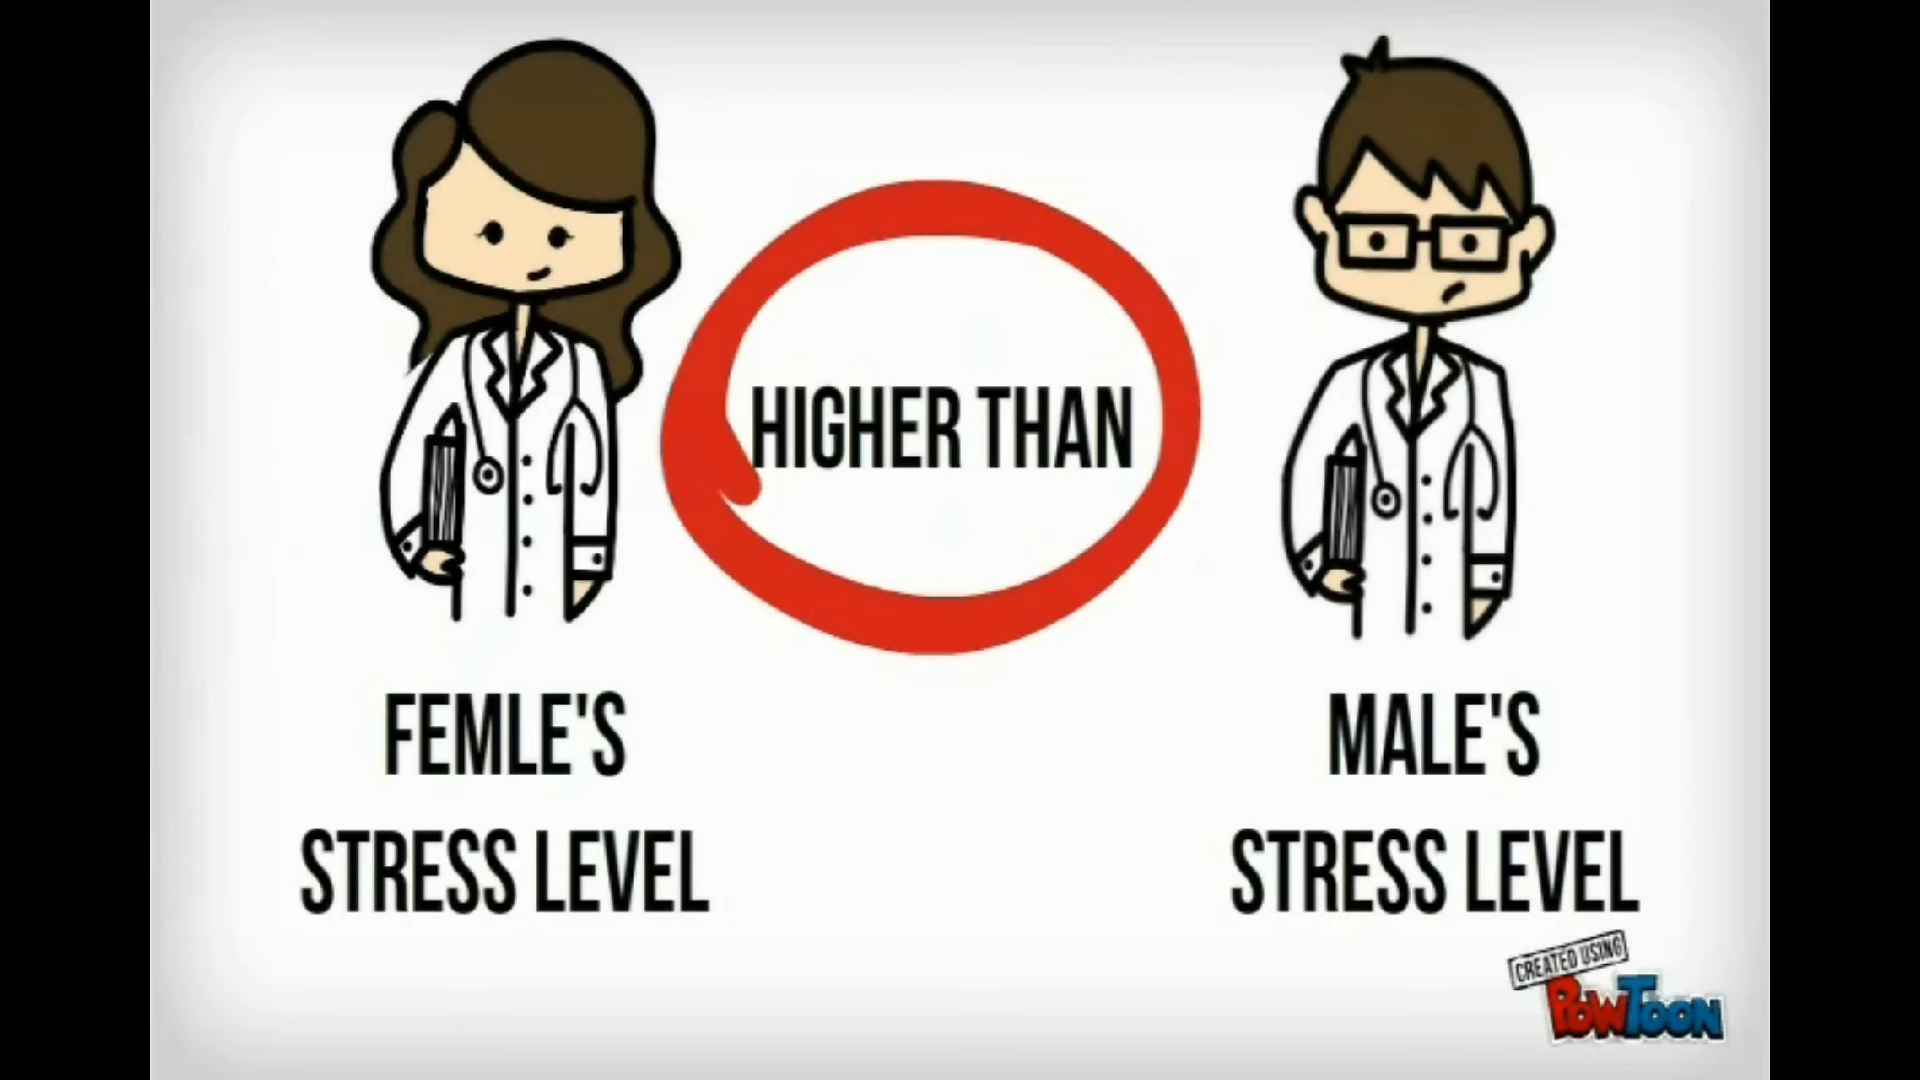 HIGHER THAN
FEMLE'S
STRESS LEVEL
MALE'S
STRESS LEVEL
CREATED USING
POWTOON